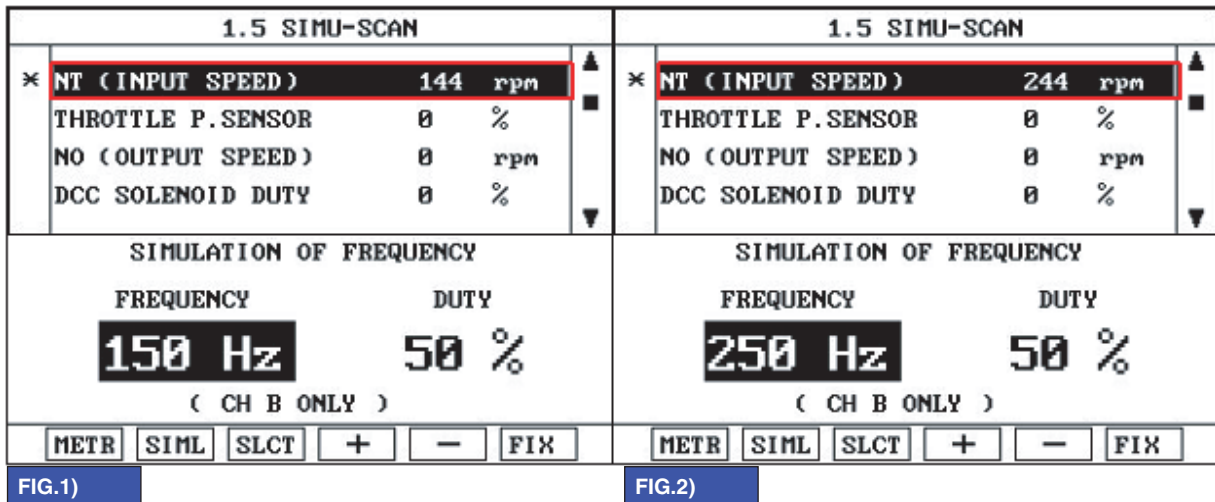 1.5 SIMU-SCAN
* NT (INPUT SPEED) 144 rpm
THROTTLE P.SENSOR 0 %
NO (OUTPUT SPEED) 0 rpm
DCC SOLENOID DUTY 0 %
SIMULATION OF FREQUENCY
FREQUENCY DUTY
150 Hz 50 %
( CH B ONLY )
METR SIML SLCT + - FIX
FIG.1)
1.5 SIMU-SCAN
* NT (INPUT SPEED) 244 rpm
THROTTLE P.SENSOR 0 %
NO (OUTPUT SPEED) 0 rpm
DCC SOLENOID DUTY 0 %
SIMULATION OF FREQUENCY
FREQUENCY DUTY
250 Hz 50 %
( CH B ONLY )
METR SIML SLCT + - FIX
FIG.2)